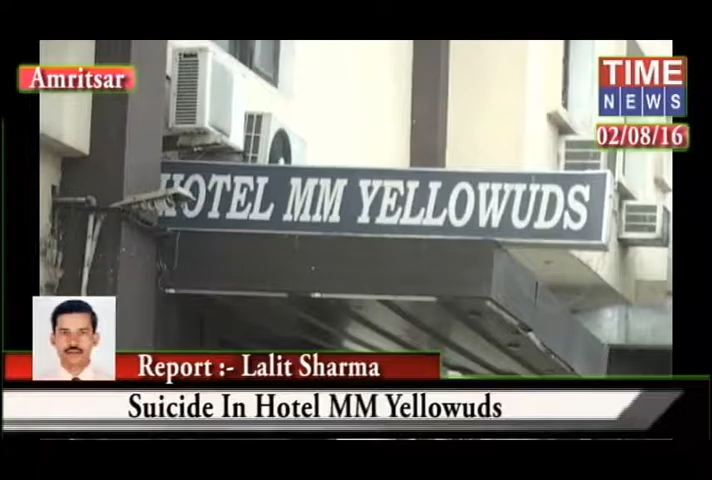 Amritsar
TIME
NEWS
02/08/16
HOTEL MM YELLOWUDS
Report :- Lalit Sharma
Suicide In Hotel MM Yellowuds